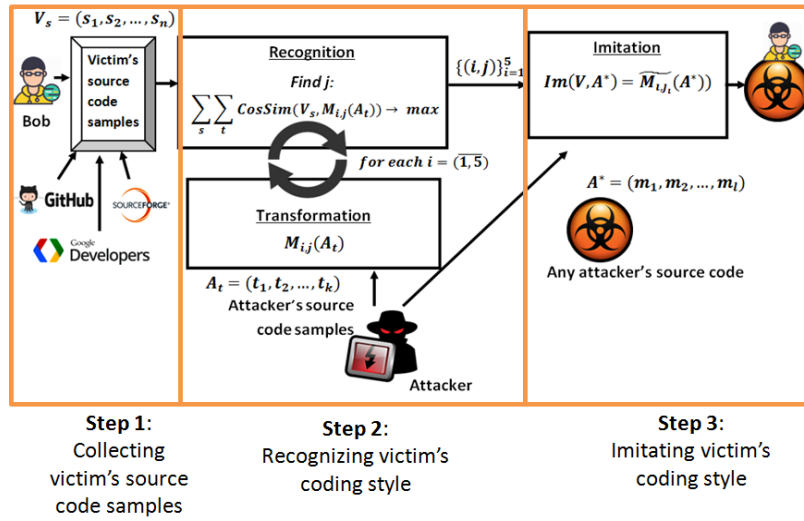 V_s = (s_1, s_2, ..., s_n)
Victim's
source
code
samples
Bob
GitHub
SOURCEFORGE
Google
Developers
Recognition
Find j:
∑_s ∑_t CosSim(V_s, M_{i,j}(A_t)) → max
for each i = (\overline{1,5})
Transformation
M_{i,j}(A_t)
A_t = (t_1, t_2, ..., t_k)
Attacker's source
code samples
Attacker
{(i,j)}_{i=1}^5
Imitation
Im(V, A*) = \widetilde{M_{i,j_i}}(A*))
A* = (m_1, m_2, ..., m_l)
Any attacker's source code
Step 1:
Collecting
victim's source
code samples
Step 2:
Recognizing victim's
coding style
Step 3:
Imitating victim's
coding style